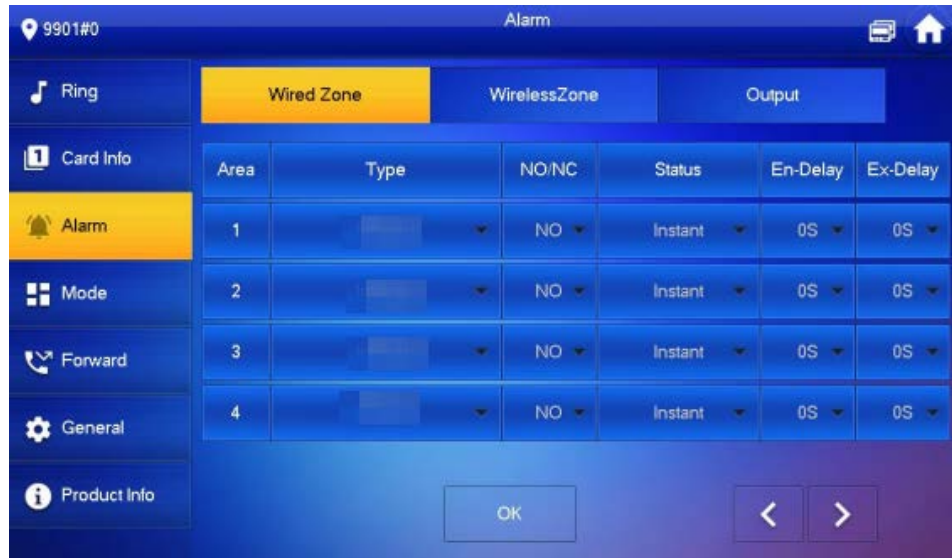 9901#0
Alarm
Ring
Card Info
Alarm
Mode
Forward
General
Product Info
Wired Zone
WirelessZone
Output
Area Type NO/NC Status En-Delay Ex-Delay
1 NO Instant 0S 0S
2 NO Instant 0S 0S
3 NO Instant 0S 0S
4 NO Instant 0S 0S
OK